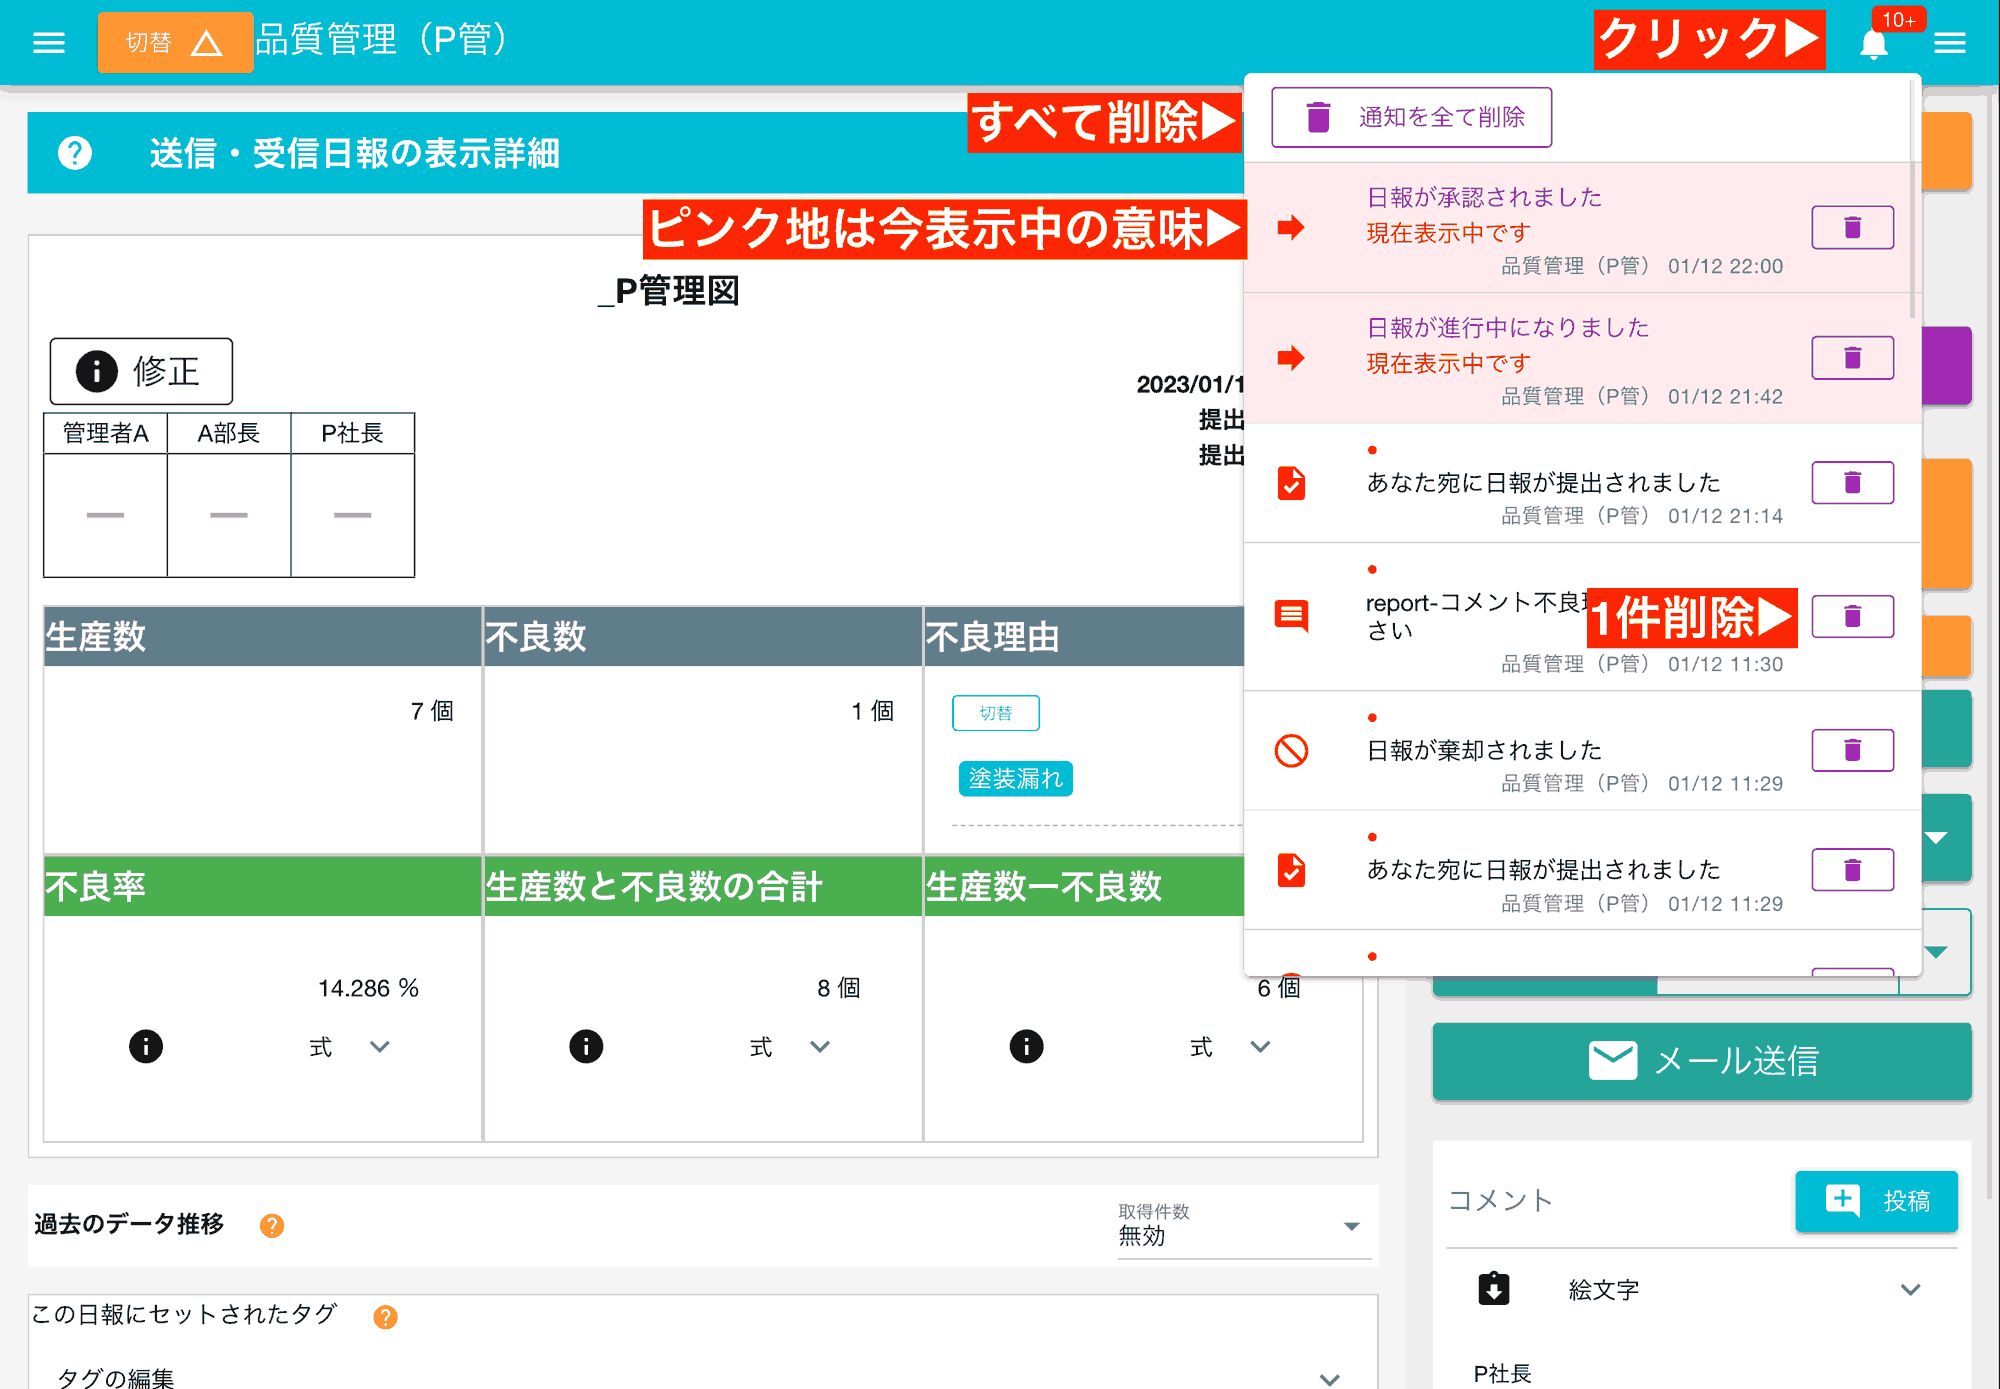 切替
品質管理（P管）
クリック▶
10+
送信・受信日報の表示詳細
すべて削除▶
通知を全て削除
ピンク地は今表示中の意味▶
日報が承認されました
現在表示中です
品質管理（P管） 01/12 22:00
日報が進行中になりました
現在表示中です
品質管理（P管） 01/12 21:42
あなた宛に日報が提出されました
品質管理（P管） 01/12 21:14
report-コメント不良
さい
1件削除▶
品質管理（P管） 01/12 11:30
日報が棄却されました
品質管理（P管） 01/12 11:29
あなた宛に日報が提出されました
品質管理（P管） 01/12 11:29
_P管理図
修正
2023/01/1
提出
提出
管理者A A部長 P社長
生産数 不良数 不良理由
7 個 1 個
切替
塗装漏れ
不良率 生産数と不良数の合計 生産数ー不良数
14.286 % 8 個 6 個
式 式 式
過去のデータ推移
取得件数
無効
この日報にセットされたタグ
タグの編集
メール送信
コメント
投稿
絵文字
P社長